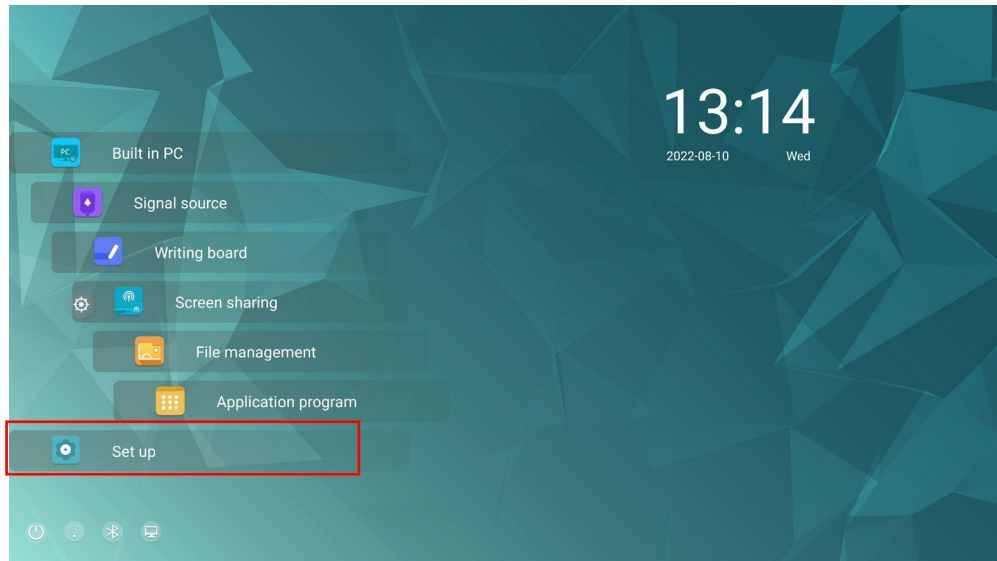 13:14
2022-08-10 Wed
PC
Built in PC
Signal source
Writing board
Screen sharing
File management
Application program
Set up